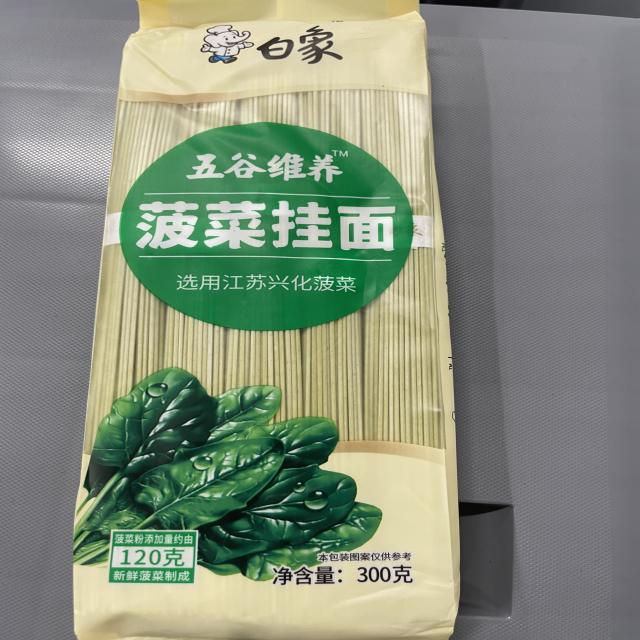 白象
五谷维养™
菠菜挂面
选用江苏兴化菠菜
菠菜粉添加量约由
120克
新鲜菠菜制成
本包装图案仅供参考
净含量：300克